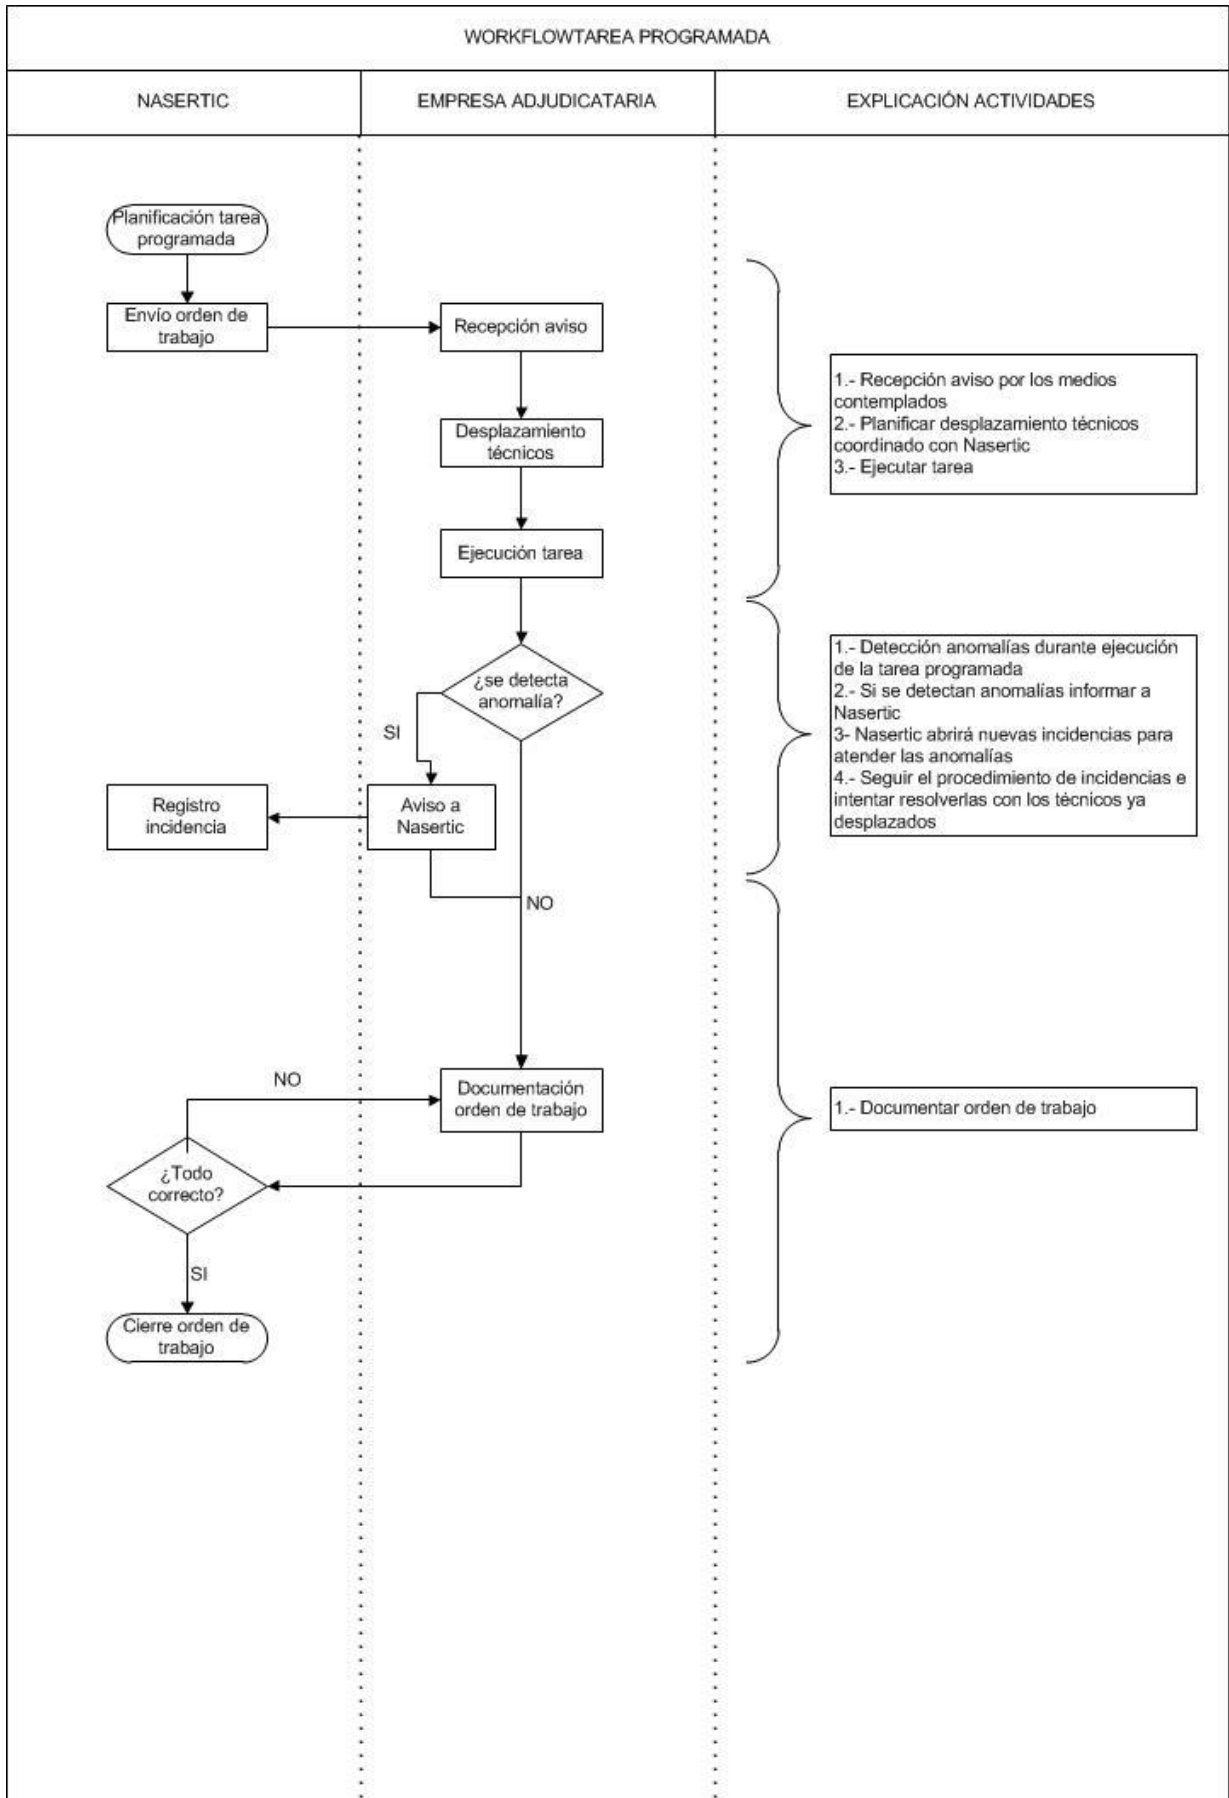 WORKFLOWTAREA PROGRAMADA
NASERTIC
EMPRESA ADJUDICATARIA
EXPLICACIÓN ACTIVIDADES
Planificación tarea
programada
Envío orden de
trabajo
Recepción aviso
Desplazamiento
técnicos
Ejecución tarea
1.- Recepción aviso por los medios
contemplados
2.- Planificar desplazamiento técnicos
coordinado con Nasertic
3.- Ejecutar tarea
¿se detecta
anomalía?
SI
Aviso a
Nasertic
Registro
incidencia
NO
1.- Detección anomalías durante ejecución
de la tarea programada
2.- Si se detectan anomalías informar a
Nasertic
3- Nasertic abrirá nuevas incidencias para
atender las anomalías
4.- Seguir el procedimiento de incidencias e
intentar resolverlas con los técnicos ya
desplazados
NO
Documentación
orden de trabajo
1.- Documentar orden de trabajo
¿Todo
correcto?
SI
Cierre orden de
trabajo